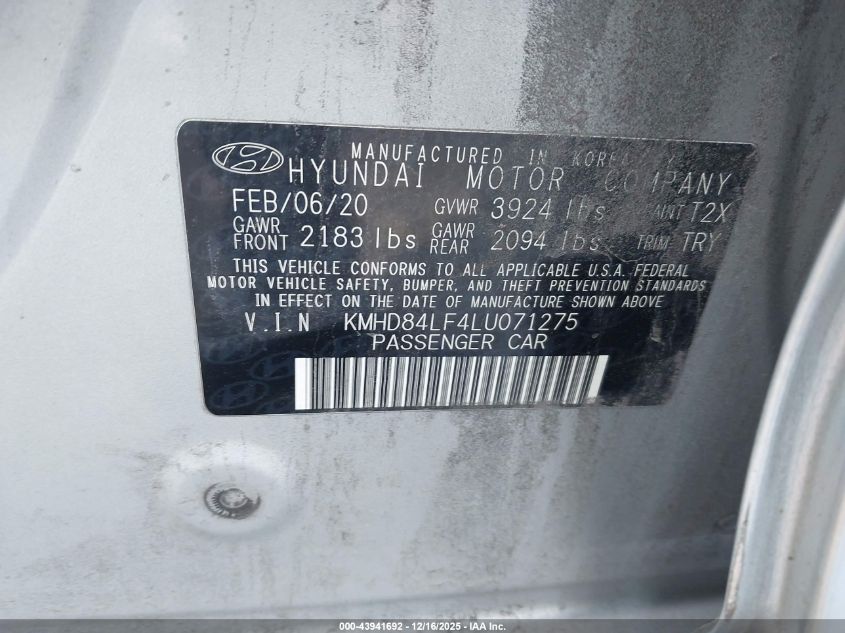 MANUFACTURED IN KOREA
HYUNDAI MOTOR COMPANY
FEB/06/20 GVWR 3924 lbs PAINT T2X
GAWR FRONT 2183 lbs GAWR REAR 2094 lbs TRIM TRY
THIS VEHICLE CONFORMS TO ALL APPLICABLE U.S.A. FEDERAL
MOTOR VEHICLE SAFETY, BUMPER, AND THEFT PREVENTION STANDARDS
IN EFFECT ON THE DATE OF MANUFACTURE SHOWN ABOVE
V.I.N KMHD84LF4LU071275
PASSENGER CAR
000-43941692 - 12/16/2025 - IAA Inc.